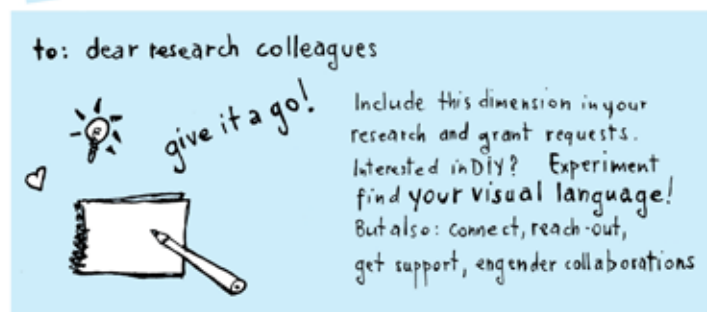 to: dear research colleagues
give it a go!
Include this dimension in your
research and grant requests.
Interested in DiY? Experiment
find your visual language!
But also: connect, reach-out,
get support, engender collaborations